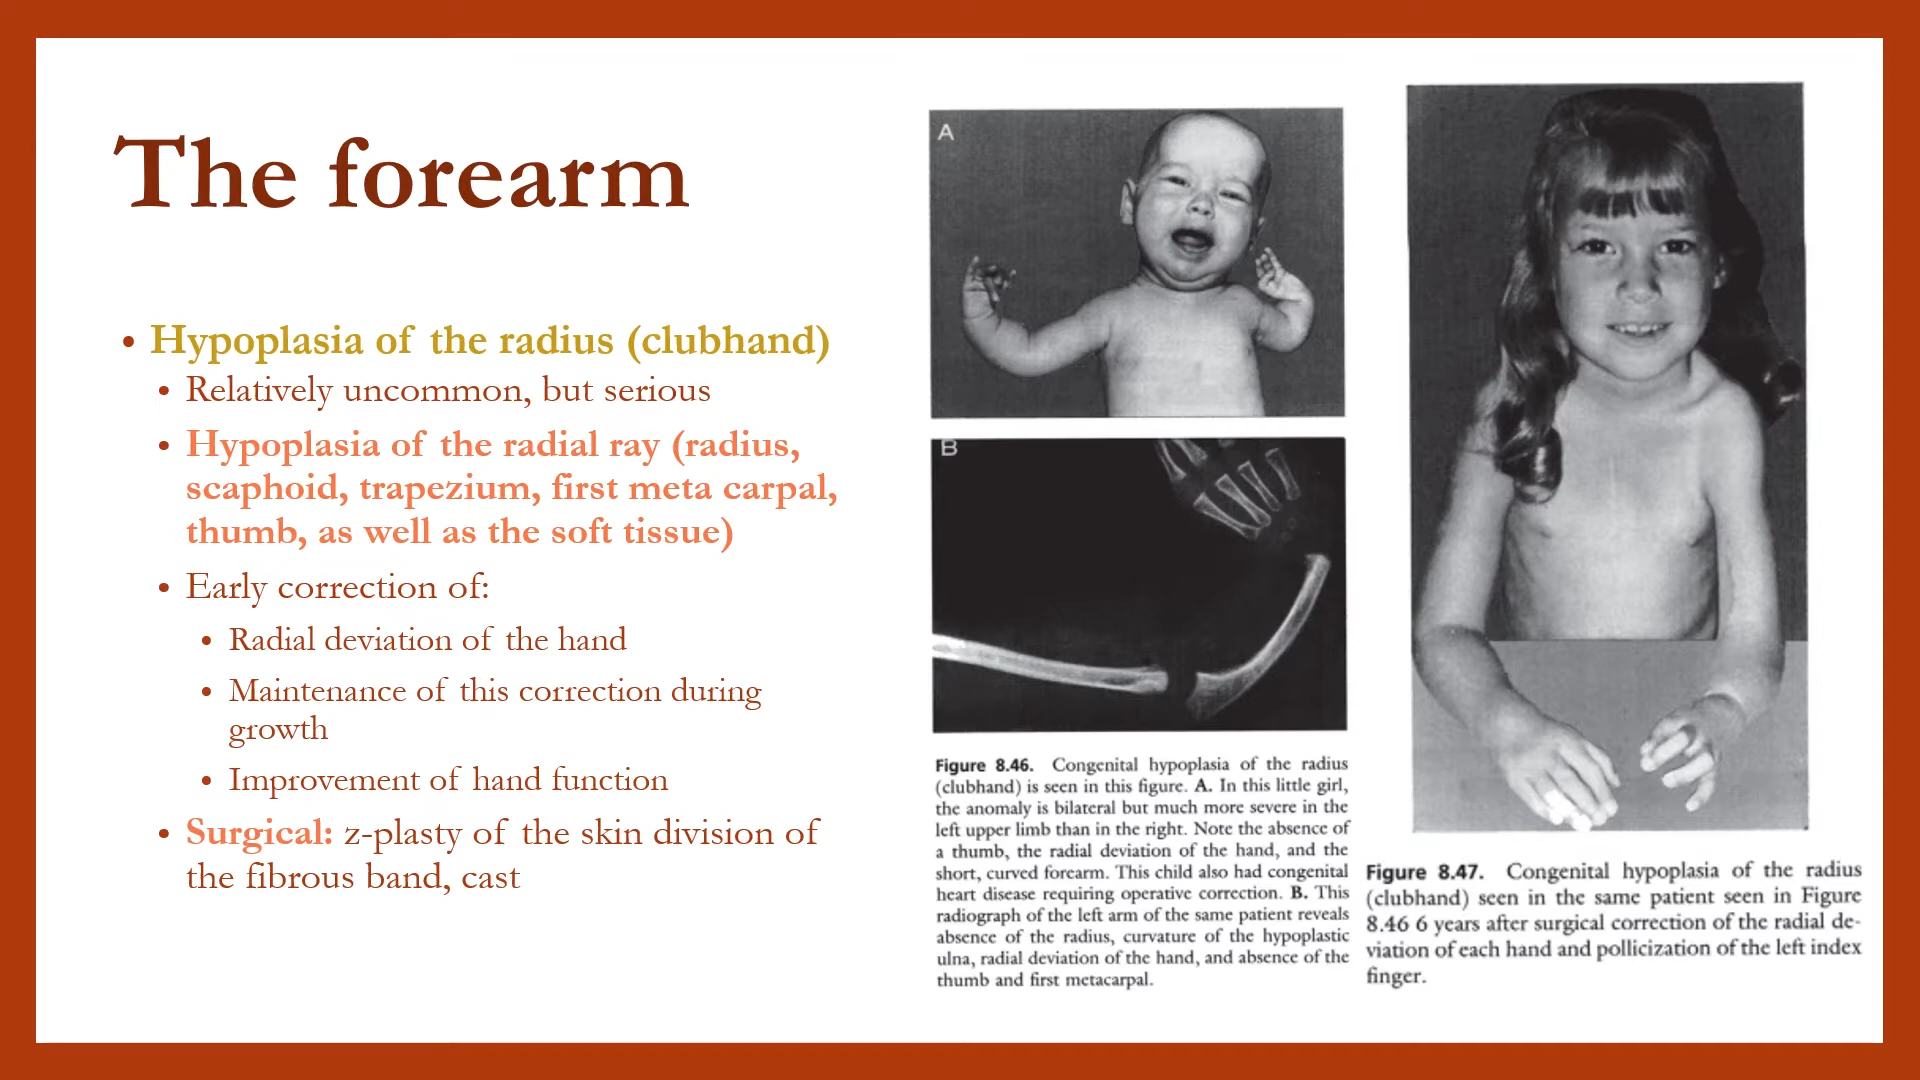 The forearm
• Hypoplasia of the radius (clubhand)
• Relatively uncommon, but serious
• Hypoplasia of the radial ray (radius,
scaphoid, trapezium, first meta carpal,
thumb, as well as the soft tissue)
• Early correction of:
• Radial deviation of the hand
• Maintenance of this correction during
growth
• Improvement of hand function
• Surgical: z-plasty of the skin division of
the fibrous band, cast
A
B
Figure 8.46. Congenital hypoplasia of the radius
(clubhand) is seen in this figure. A. In this little girl,
the anomaly is bilateral but much more severe in the
left upper limb than in the right. Note the absence of
a thumb, the radial deviation of the hand, and the
short, curved forearm. This child also had congenital
heart disease requiring operative correction. B. This
radiograph of the left arm of the same patient reveals
absence of the radius, curvature of the hypoplastic
ulna, radial deviation of the hand, and absence of the
thumb and first metacarpal.
Figure 8.47. Congenital hypoplasia of the radius
(clubhand) seen in the same patient seen in Figure
8.46 6 years after surgical correction of the radial de-
viation of each hand and pollicization of the left index
finger.